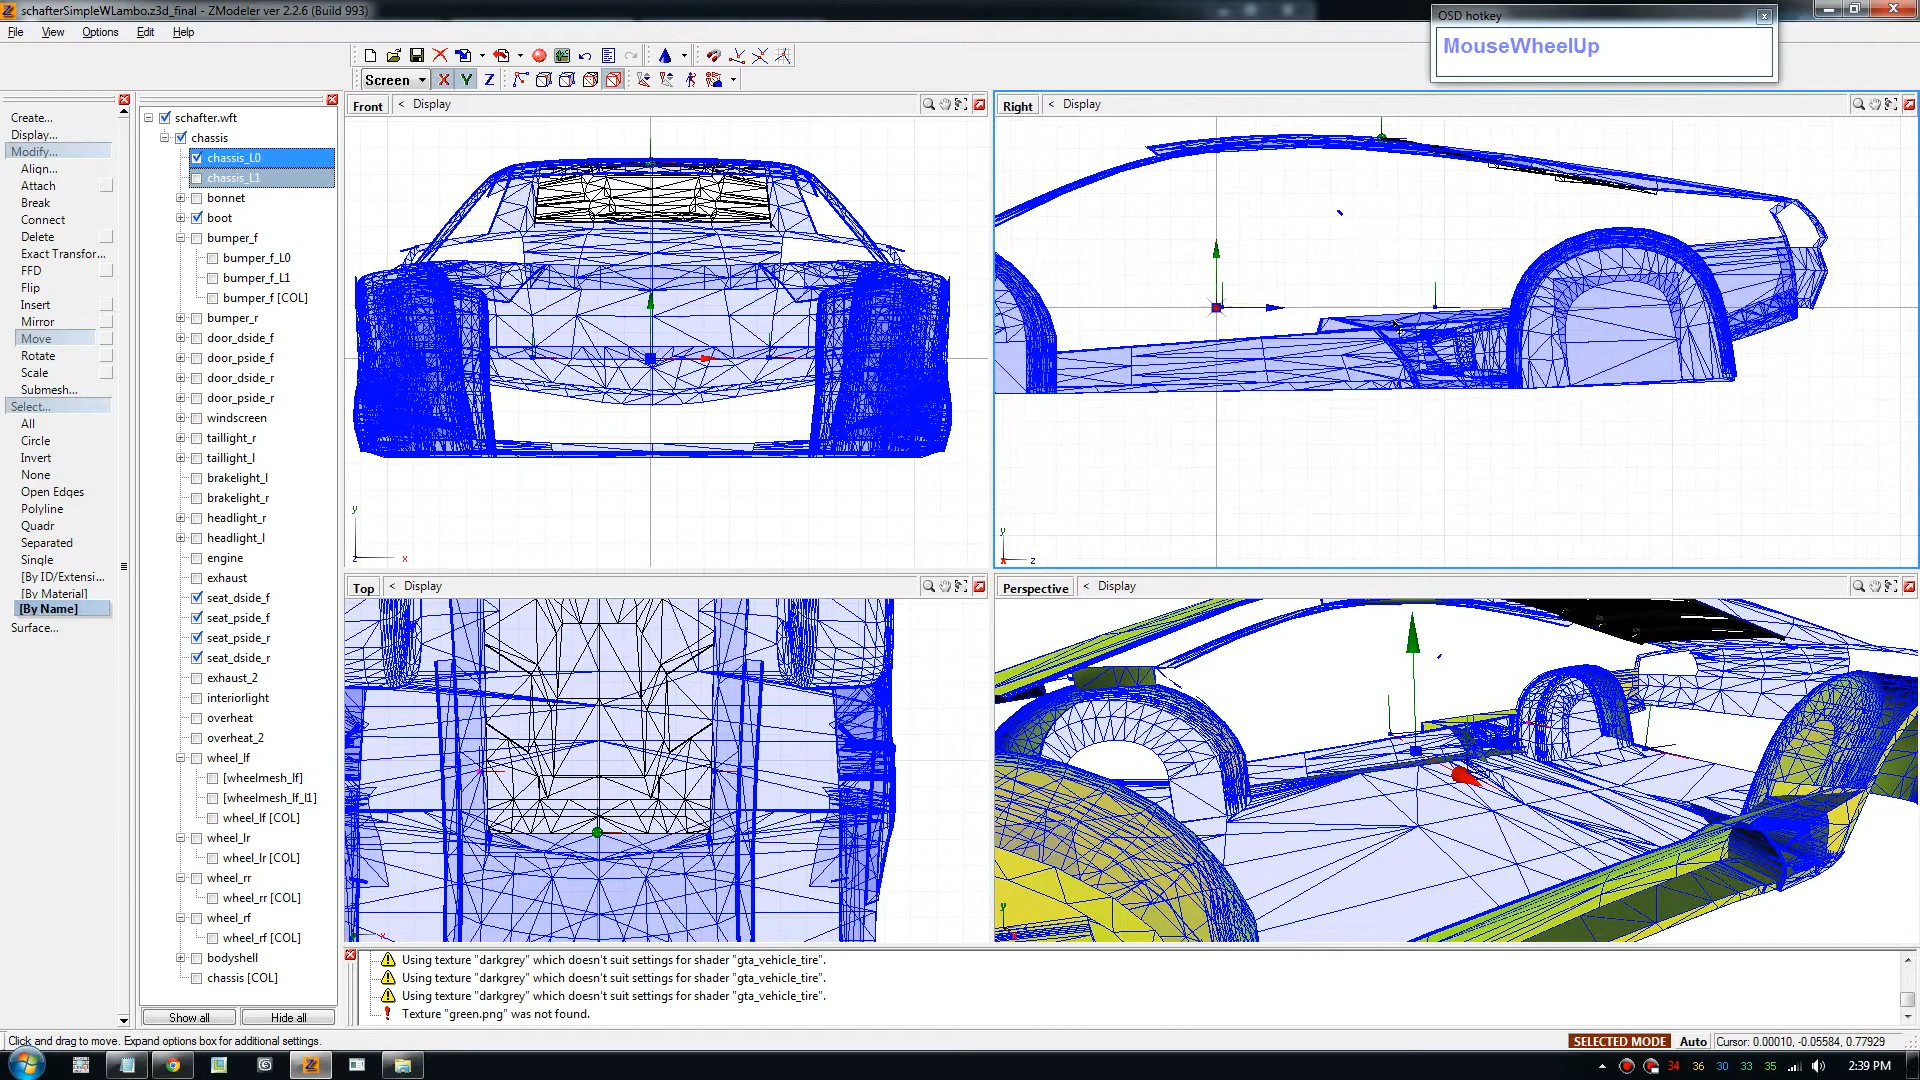 schafterSimpleWLambo.z3d_final - ZModeler ver 2.2.6 (Build 993)
OSD hotkey
MouseWheelUp
File View Options Edit Help
Screen X Y Z
Create...
Display...
Modify...
Align...
Attach
Break
Connect
Delete
Exact Transfor...
FFD
Flip
Insert
Mirror
Move
Rotate
Scale
Submesh...
Select...
All
Circle
Invert
None
Open Edges
Polyline
Quadr
Separated
Single
[By ID/Extensi...
[By Material]
[By Name]
Surface...
schafter.wft
chassis
chassis_L0
chassis_L1
bonnet
boot
bumper_f
bumper_f_L0
bumper_f_L1
bumper_f [COL]
bumper_r
door_dside_f
door_pside_f
door_dside_r
door_pside_r
windscreen
taillight_r
taillight_l
brakelight_l
brakelight_r
headlight_r
headlight_l
engine
exhaust
seat_dside_f
seat_pside_f
seat_pside_r
seat_dside_r
exhaust_2
interiorlight
overheat
overheat_2
wheel_lf
[wheelmesh_lf]
[wheelmesh_lf_l1]
wheel_lf [COL]
wheel_lr
wheel_lr [COL]
wheel_rr
wheel_rr [COL]
wheel_rf
wheel_rf [COL]
bodyshell
chassis [COL]
Show all Hide all
Front < Display
y
z x
Right < Display
y
x z
Top < Display
x
Perspective < Display
y
Using texture "darkgrey" which doesn't suit settings for shader "gta_vehicle_tire".
Using texture "darkgrey" which doesn't suit settings for shader "gta_vehicle_tire".
Using texture "darkgrey" which doesn't suit settings for shader "gta_vehicle_tire".
Texture "green.png" was not found.
Click and drag to move. Expand options box for additional settings.
SELECTED MODE Auto Cursor: 0.00010, -0.05584, 0.77929
34 36 30 33 35 2:39 PM